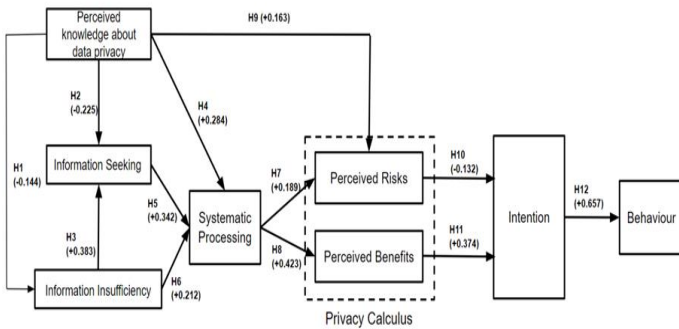 Perceived
knowledge about
data privacy
H9 (+0.163)
H2
(-0.225)
H4
(+0.284)
H1
(-0.144)
Information Seeking
H5
(+0.342)
H3
(+0.383)
Information Insufficiency
H6
(+0.212)
Systematic
Processing
H7
(+0.189)
H8
(+0.423)
Perceived Risks
Perceived Benefits
Privacy Calculus
H10
(-0.132)
H11
(+0.374)
Intention
H12
(+0.657)
Behaviour